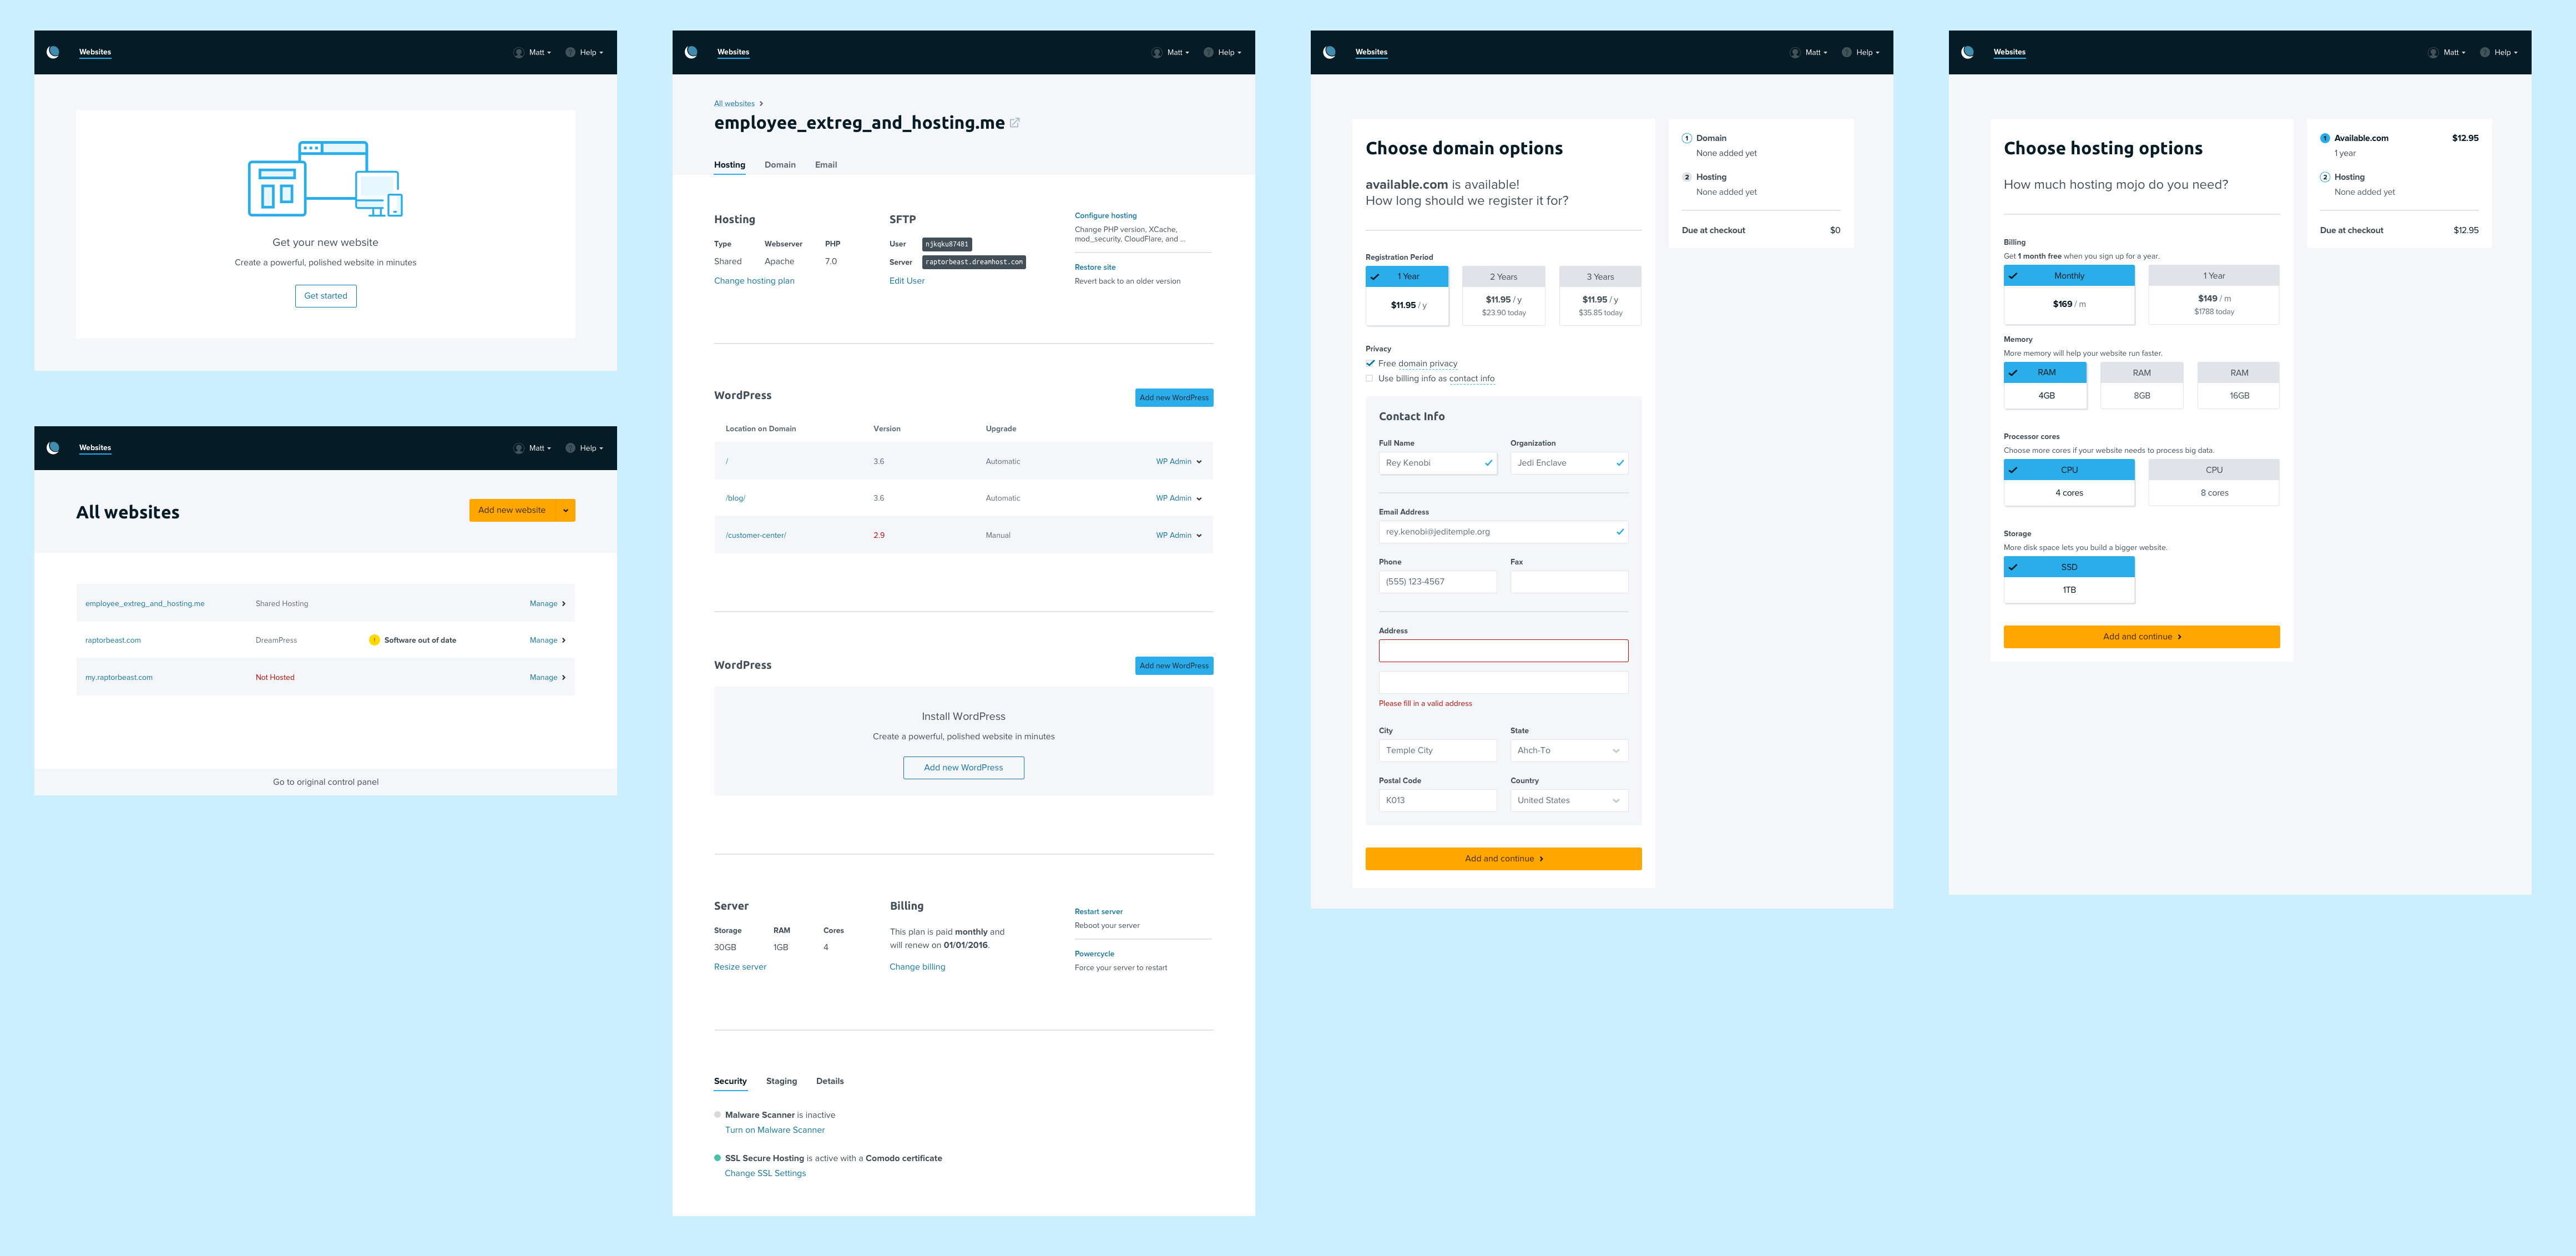 Websites
Matt
Help
Get your new website
Create a powerful, polished website in minutes
Get started
Websites
Matt
Help
All websites
Add new website
employee_extreg_and_hosting.me Shared Hosting Manage
raptorbeast.com DreamPress ! Software out of date Manage
my.raptorbeast.com Not Hosted Manage
Go to original control panel
Websites
Matt
Help
All websites
employee_extreg_and_hosting.me
Hosting Domain Email
Hosting
Type Webserver PHP
Shared Apache 7.0
Change hosting plan
SFTP
User njkqku87481
Server raptorbeast.dreamhost.com
Edit User
Configure hosting
Change PHP version, XCache,
mod_security, CloudFlare, and ...
Restore site
Revert back to an older version
WordPress
Add new WordPress
Location on Domain Version Upgrade
/ 3.6 Automatic WP Admin
/blog/ 3.6 Automatic WP Admin
/customer-center/ 2.9 Manual WP Admin
WordPress
Add new WordPress
Install WordPress
Create a powerful, polished website in minutes
Add new WordPress
Server
Storage RAM Cores
30GB 1GB 4
Resize server
Billing
This plan is paid monthly and
will renew on 01/01/2016.
Change billing
Restart server
Reboot your server
Powercycle
Force your server to restart
Security Staging Details
Malware Scanner is inactive
Turn on Malware Scanner
SSL Secure Hosting is active with a Comodo certificate
Change SSL Settings
Websites
Matt
? Help
Choose domain options
available.com is available!
How long should we register it for?
Registration Period
1 Year 2 Years 3 Years
$11.95 / y $11.95 / y $11.95 / y
$23.90 today $35.85 today
Privacy
Free domain privacy
Use billing info as contact info
Contact Info
Full Name Organization
Rey Kenobi Jedi Enclave
Email Address
rey.kenobi@jeditemple.org
Phone Fax
(555) 123-4567
Address
Please fill in a valid address
City State
Temple City Ahch-To
Postal Code Country
K013 United States
Add and continue
1 Domain
None added yet
2 Hosting
None added yet
Due at checkout $0
Websites
Matt
Help
Choose hosting options
How much hosting mojo do you need?
Billing
Get 1 month free when you sign up for a year.
Monthly 1 Year
$169 / m $149 / m
$1788 today
Memory
More memory will help your website run faster.
RAM RAM RAM
4GB 8GB 16GB
Processor cores
Choose more cores if your website needs to process big data.
CPU CPU
4 cores 8 cores
Storage
More disk space lets you build a bigger website.
SSD
1TB
Add and continue
1 Available.com $12.95
1 year
2 Hosting
None added yet
Due at checkout $12.95